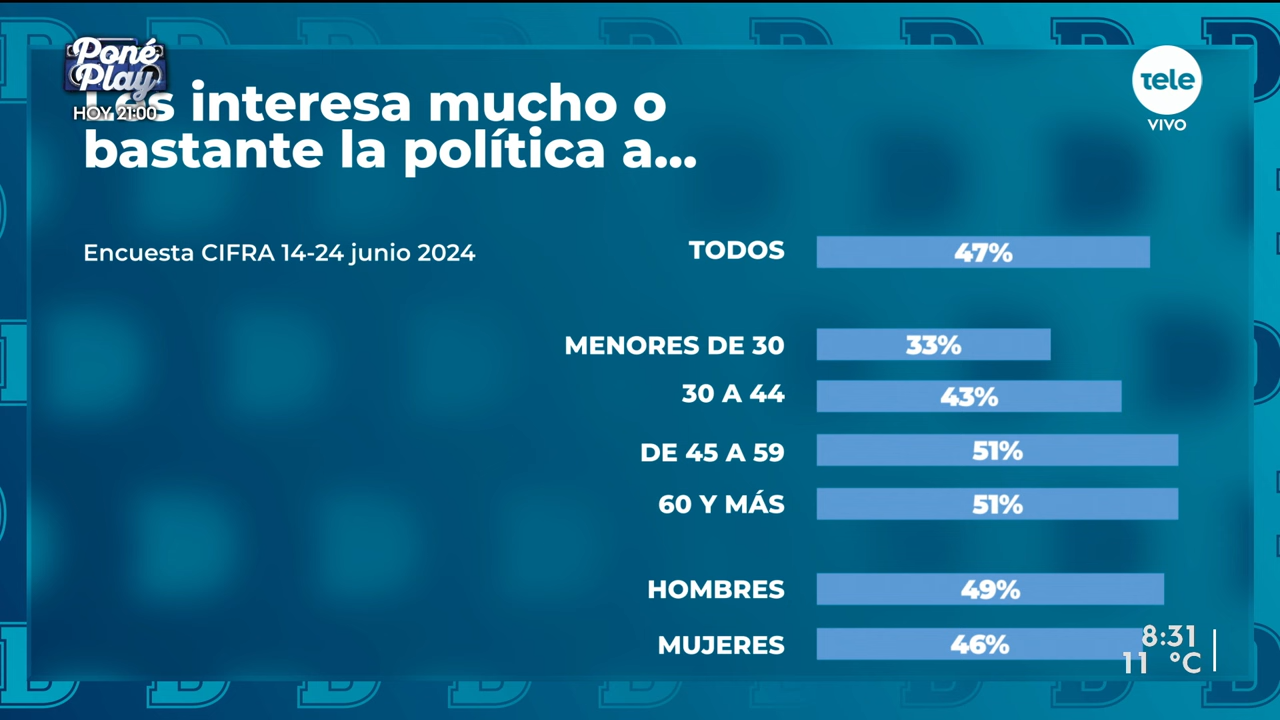 Poné
Play
HOY 21:00
Les interesa mucho o
bastante la política a...
tele
VIVO
Encuesta CIFRA 14-24 junio 2024
TODOS 47%
MENORES DE 30 33%
30 A 44 43%
DE 45 A 59 51%
60 Y MÁS 51%
HOMBRES 49%
MUJERES 46%
8:31
11 °C